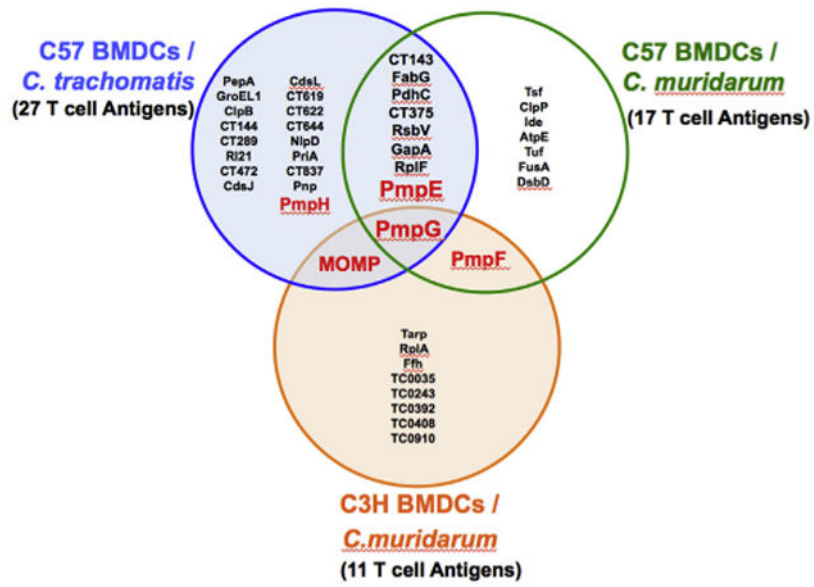 C57 BMDCs /
C. trachomatis
(27 T cell Antigens)
C57 BMDCs /
C. muridarum
(17 T cell Antigens)
PepA
GroEL1
ClpB
CT144
CT289
Rl21
CT472
CdsJ
CdsL
CT619
CT622
CT644
NlpD
PriA
CT837
Pnp
PmpH
CT143
FabG
PdhC
CT375
RsbV
GapA
RplF
PmpE
PmpG
MOMP
PmpF
Tsf
ClpP
Ide
AtpE
Tuf
FusA
DsbD
Tarp
RplA
Ffh
TC0035
TC0243
TC0392
TC0408
TC0910
C3H BMDCs /
C.muridarum
(11 T cell Antigens)